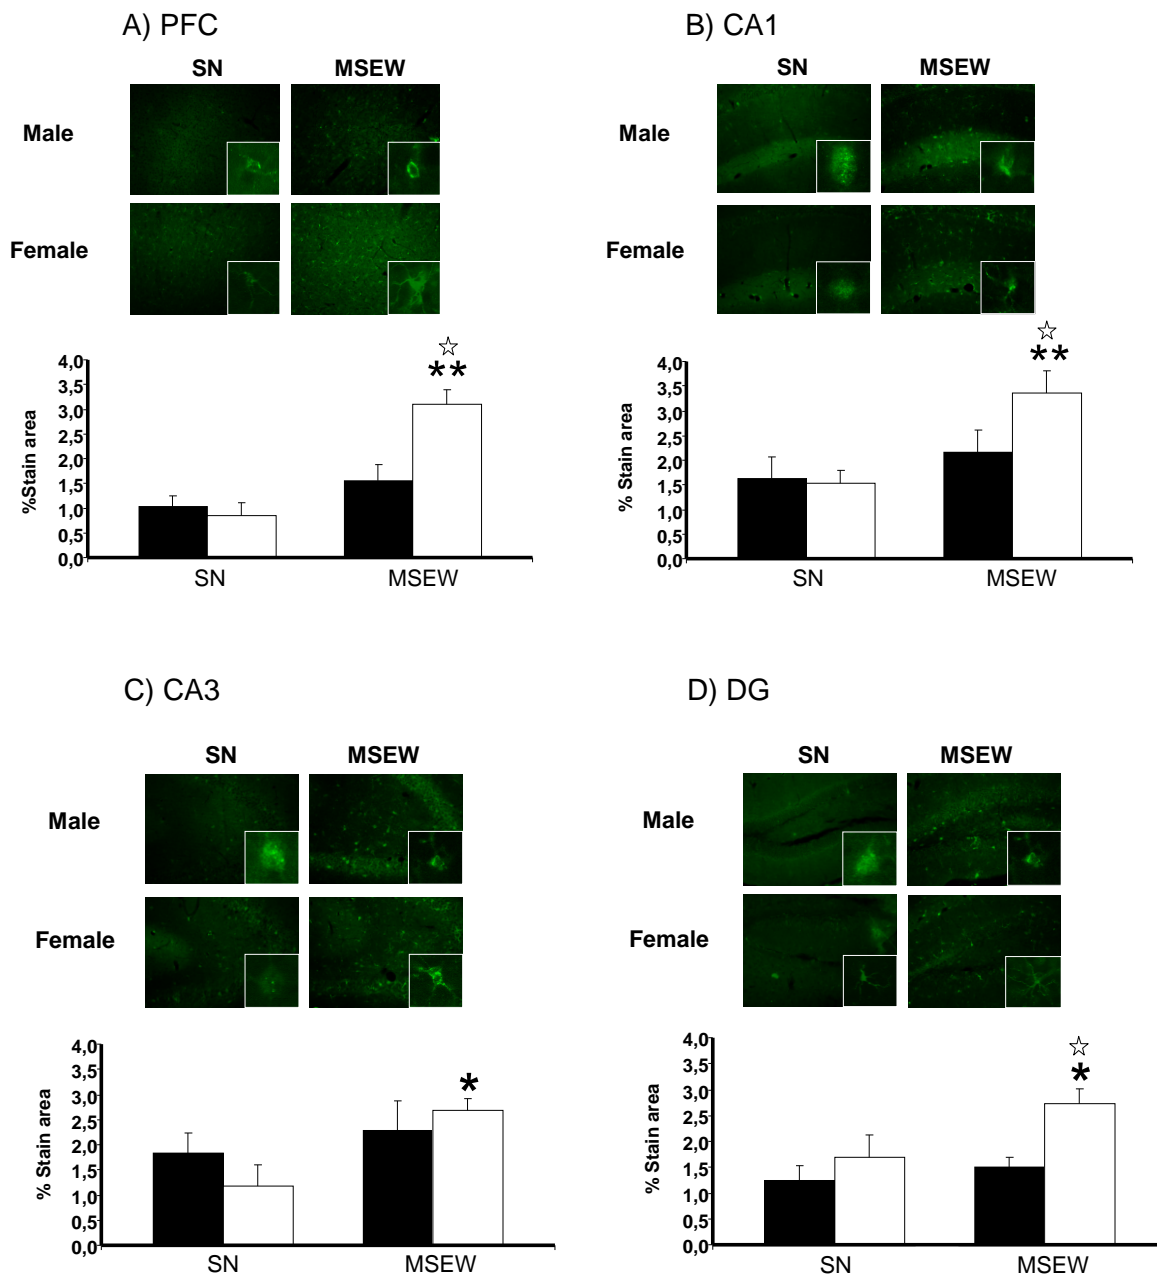 A) PFC
SN MSEW
Male
Female
%Stain area
4,0
3,5
3,0
2,5
2,0
1,5
1,0
0,5
0,0
☆
**
SN MSEW
B) CA1
SN MSEW
Male
Female
% Stain area
4,0
3,5
3,0
2,5
2,0
1,5
1,0
0,5
0,0
☆
**
SN MSEW
C) CA3
SN MSEW
Male
Female
% Stain area
4,0
3,5
3,0
2,5
2,0
1,5
1,0
0,5
0,0
*
SN MSEW
D) DG
SN MSEW
Male
Female
% Stain area
4,0
3,5
3,0
2,5
2,0
1,5
1,0
0,5
0,0
☆
*
SN MSEW